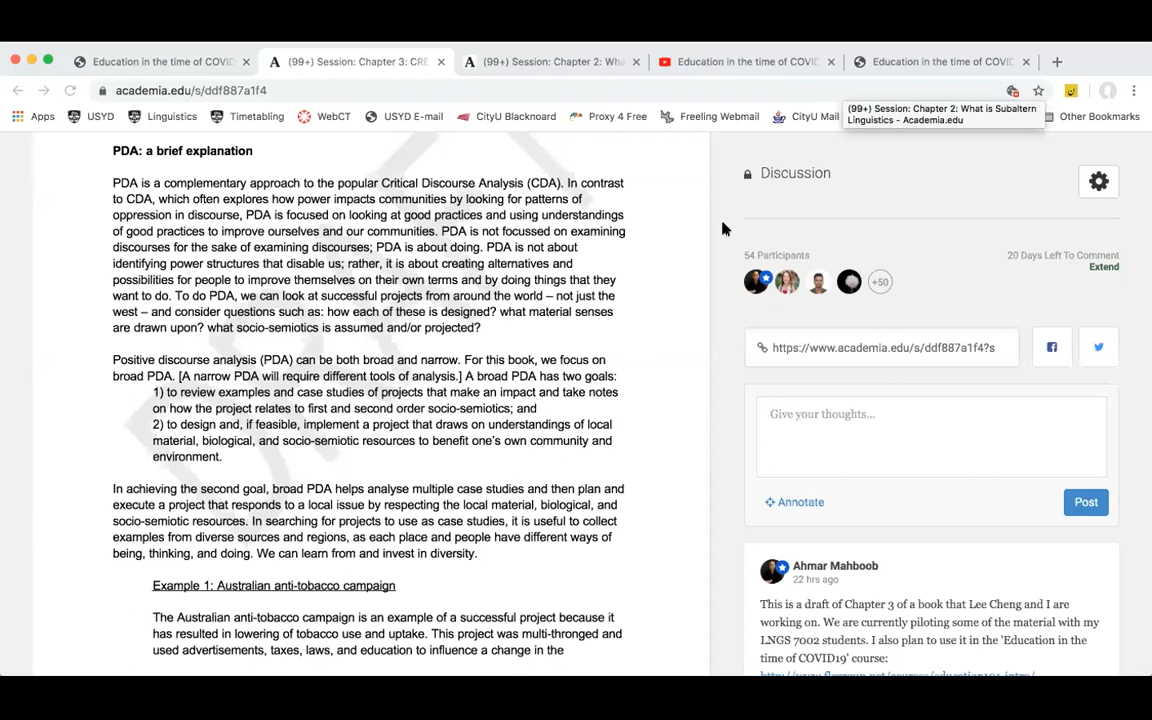 Education in the time of COVI
(99+) Session: Chapter 3: CRE
(99+) Session: Chapter 2: Wha
Education in the time of COVI
Education in the time of COVI
academia.edu/s/ddf887a1f4
Apps
USYD
Linguistics
Timetabling
WebCT
USYD E-mail
CityU Blackboard
Proxy 4 Free
Freeling Webmail
CityU Mail
Other Bookmarks
(99+) Session: Chapter 2: What is Subaltern
Linguistics - Academia.edu
PDA: a brief explanation
PDA is a complementary approach to the popular Critical Discourse Analysis (CDA). In contrast
to CDA, which often explores how power impacts communities by looking for patterns of
oppression in discourse, PDA is focused on looking at good practices and using understandings
of good practices to improve ourselves and our communities. PDA is not focussed on examining
discourses for the sake of examining discourses; PDA is about doing. PDA is not about
identifying power structures that disable us; rather, it is about creating alternatives and
possibilities for people to improve themselves on their own terms and by doing things that they
want to do. To do PDA, we can look at successful projects from around the world – not just the
west – and consider questions such as: how each of these is designed? what material senses
are drawn upon? what socio-semiotics is assumed and/or projected?
Positive discourse analysis (PDA) can be both broad and narrow. For this book, we focus on
broad PDA. [A narrow PDA will require different tools of analysis.] A broad PDA has two goals:
1) to review examples and case studies of projects that make an impact and take notes
on how the project relates to first and second order socio-semiotics; and
2) to design and, if feasible, implement a project that draws on understandings of local
material, biological, and socio-semiotic resources to benefit one's own community and
environment.
In achieving the second goal, broad PDA helps analyse multiple case studies and then plan and
execute a project that responds to a local issue by respecting the local material, biological, and
socio-semiotic resources. In searching for projects to use as case studies, it is useful to collect
examples from diverse sources and regions, as each place and people have different ways of
being, thinking, and doing. We can learn from and invest in diversity.
Example 1: Australian anti-tobacco campaign
The Australian anti-tobacco campaign is an example of a successful project because it
has resulted in lowering of tobacco use and uptake. This project was multi-thronged and
used advertisements, taxes, laws, and education to influence a change in the
Discussion
54 Participants
20 Days Left To Comment
Extend
+50
https://www.academia.edu/s/ddf887a1f4?s
Give your thoughts...
Annotate
Post
Ahmar Mahboob
22 hrs ago
This is a draft of Chapter 3 of a book that Lee Cheng and I are
working on. We are currently piloting some of the material with my
LNGS 7002 students. I also plan to use it in the 'Education in the
time of COVID19' course: